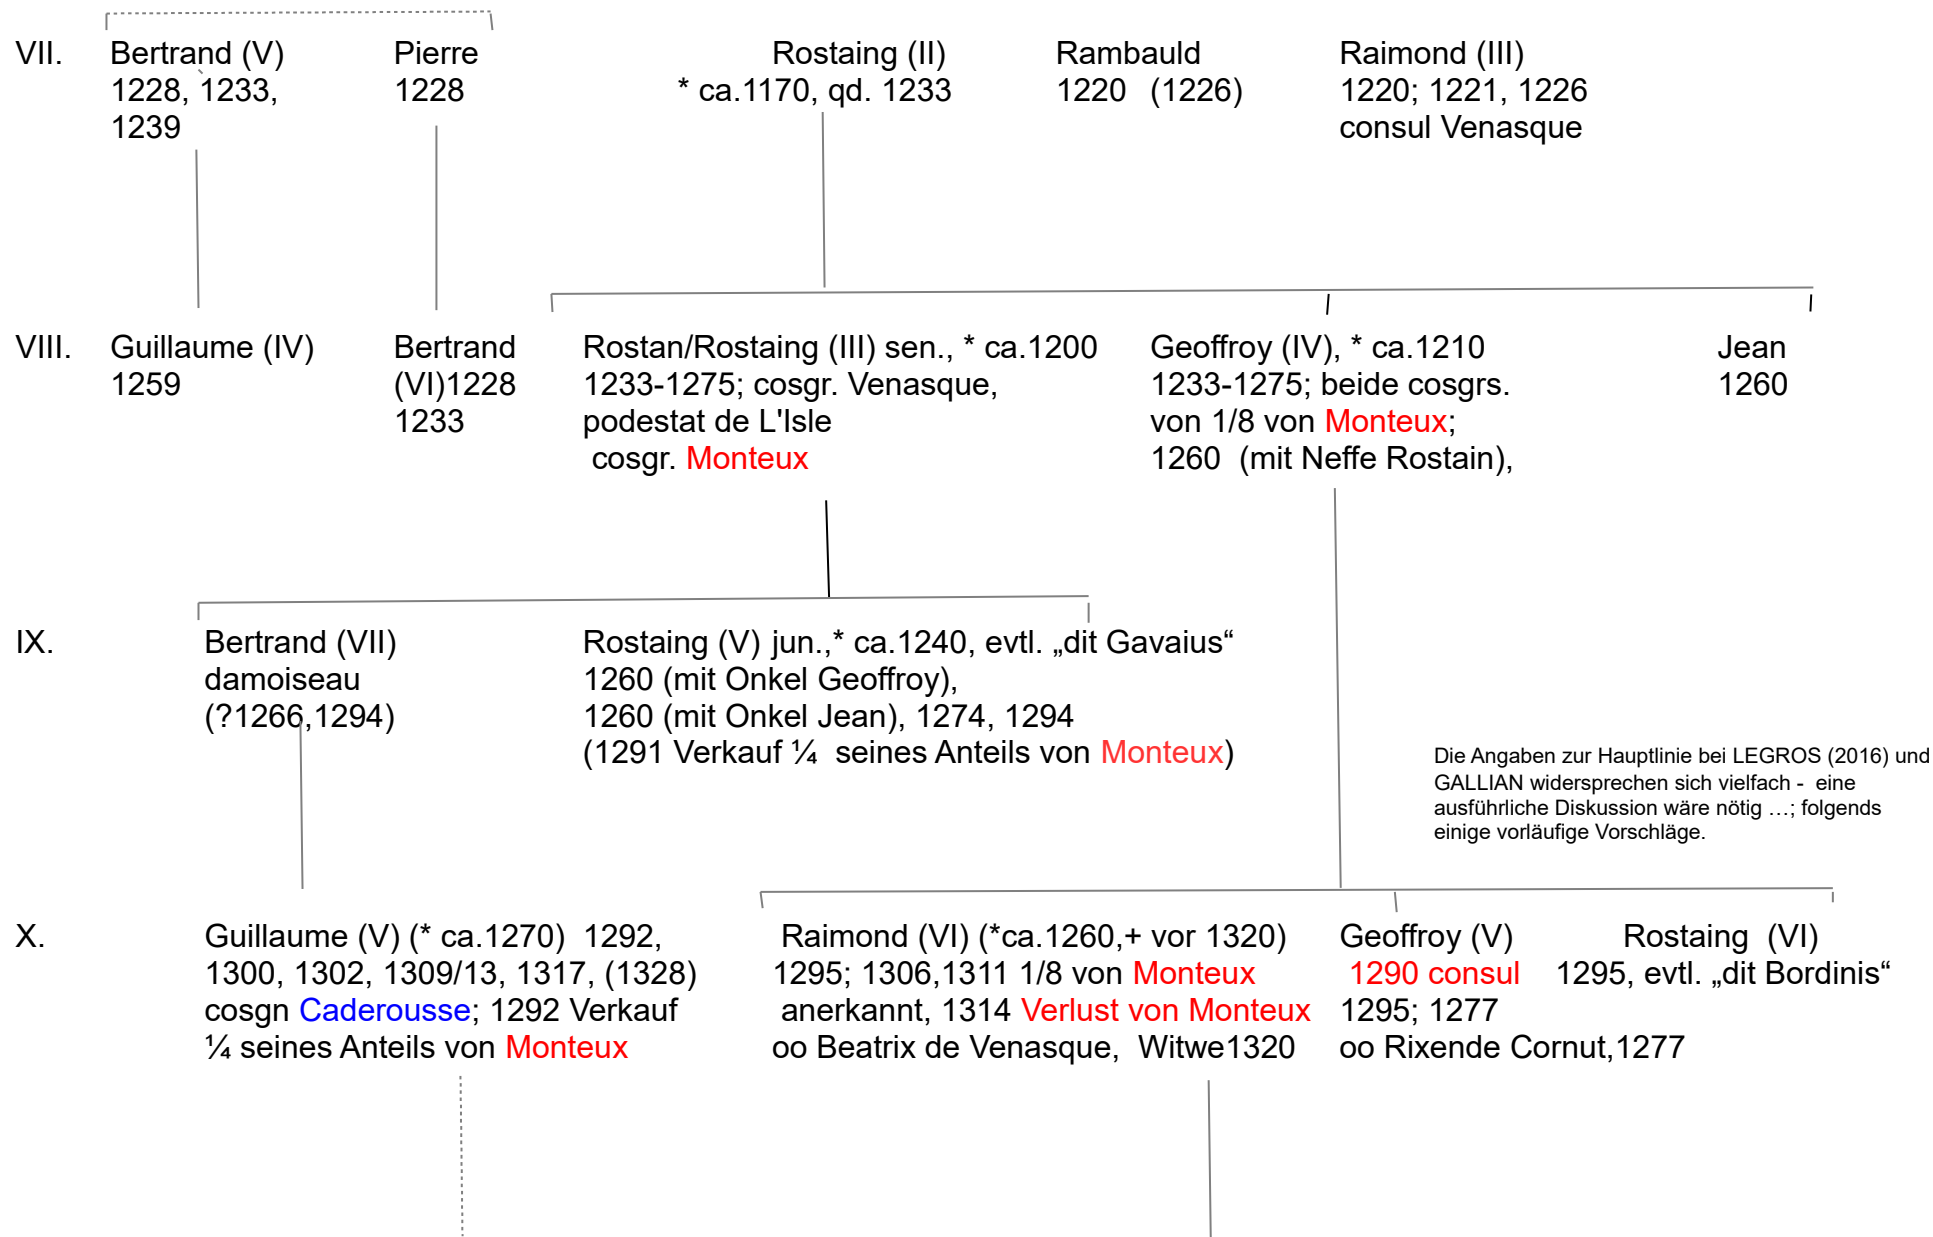 VII.
Bertrand (V)
1228, 1233,
1239
Pierre
1228
Rostaing (II)
* ca.1170, qd. 1233
Rambauld
1220 (1226)
Raimond (III)
1220; 1221, 1226
consul Venasque
VIII.
Guillaume (IV)
1259
Bertrand
(VI)1228
1233
Rostan/Rostaing (III) sen., * ca.1200
1233-1275; cosgr. Venasque,
podestat de L'Isle
cosgr. Monteux
Geoffroy (IV), * ca.1210
1233-1275; beide cosgrs.
von 1/8 von Monteux;
1260 (mit Neffe Rostain),
Jean
1260
IX.
Bertrand (VII)
damoiseau
(?1266,1294)
Rostaing (V) jun.,* ca.1240, evtl. „dit Gavaius“
1260 (mit Onkel Geoffroy),
1260 (mit Onkel Jean), 1274, 1294
(1291 Verkauf ¼ seines Anteils von Monteux)
Die Angaben zur Hauptlinie bei LEGROS (2016) und
GALLIAN widersprechen sich vielfach - eine
ausführliche Diskussion wäre nötig …; folgends
einige vorläufige Vorschläge.
X.
Guillaume (V) (* ca.1270) 1292,
1300, 1302, 1309/13, 1317, (1328)
cosgn Caderousse; 1292 Verkauf
¼ seines Anteils von Monteux
Raimond (VI) (*ca.1260,+ vor 1320)
1295; 1306,1311 1/8 von Monteux
anerkannt, 1314 Verlust von Monteux
oo Beatrix de Venasque, Witwe1320
Geoffroy (V)
1290 consul
1295; 1277
oo Rixende Cornut,1277
Rostaing (VI)
1295, evtl. „dit Bordinis“